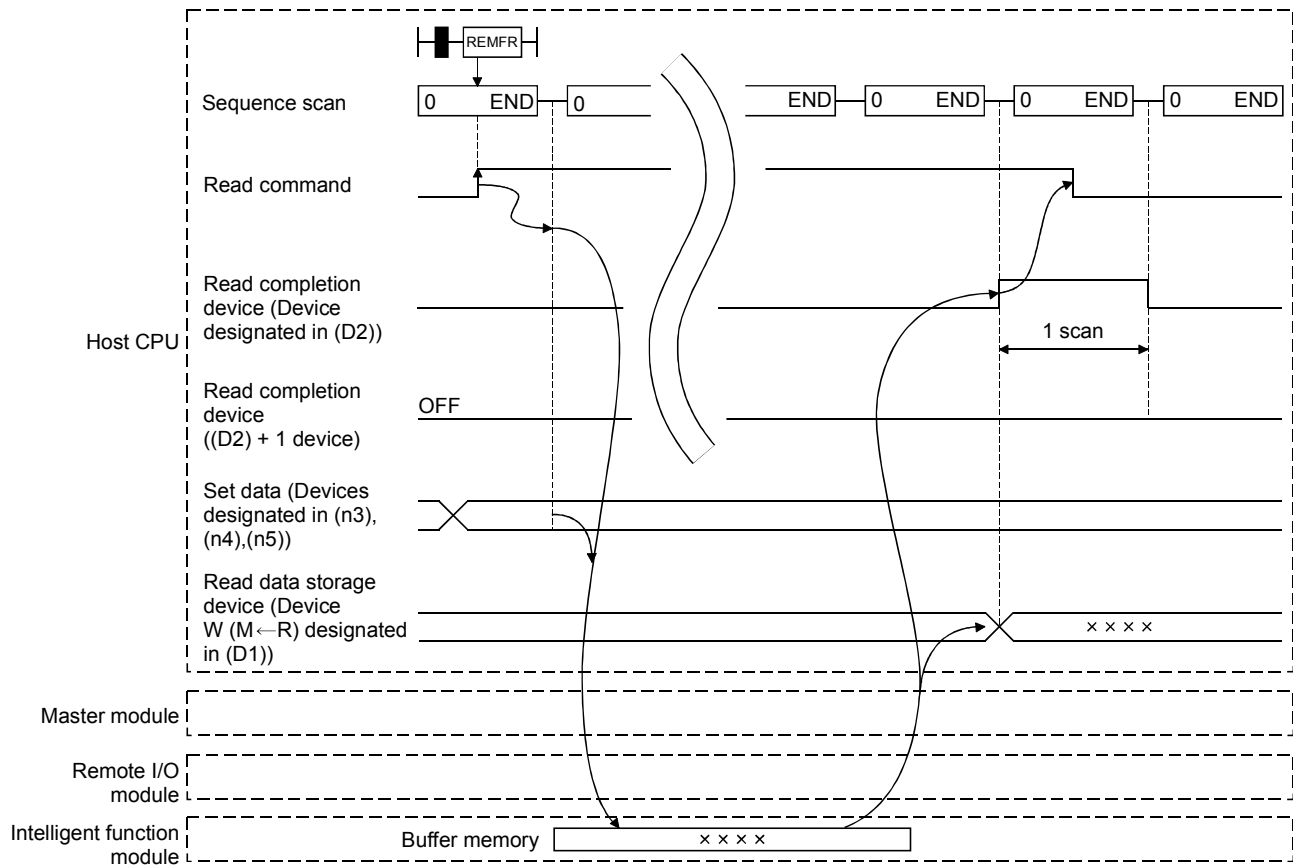 REMFR
Sequence scan
0 END 0 END 0 END 0 END 0 END
Read command
Read completion
device (Device
designated in (D2))
1 scan
Host CPU
Read completion
device
((D2) + 1 device)
OFF
Set data (Devices
designated in (n3),
(n4),(n5))
Read data storage
device (Device
W (M←R) designated
in (D1))
××××
Master module
Remote I/O
module
Intelligent function
module
Buffer memory
××××